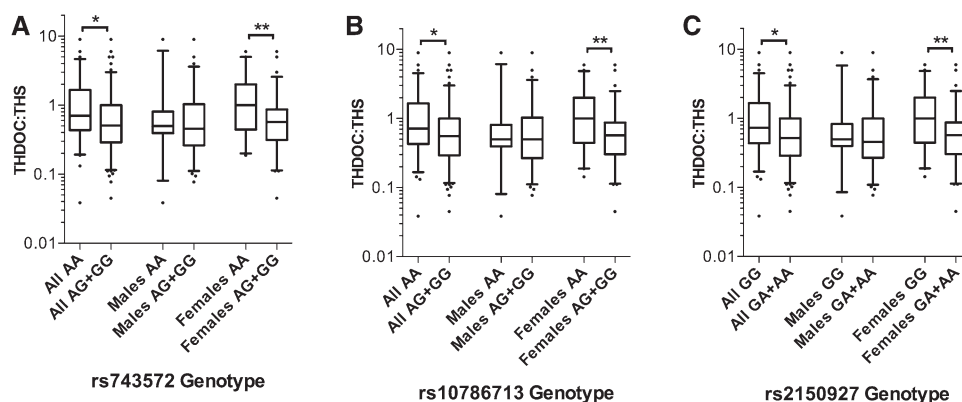 A
*
**
10
1
0.1
0.01
THDOC:THS
All AA
All AG+GG
Males AA
Males AG+GG
Females AA
Females AG+GG
rs743572 Genotype
B
*
**
10
1
0.1
0.01
THDOC:THS
All AA
All AG+GG
Males AA
Males AG+GG
Females AA
Females AG+GG
rs10786713 Genotype
C
*
**
10
1
0.1
0.01
THDOC:THS
All GG
All GA+AA
Males GG
Males GA+AA
Females GG
Females GA+AA
rs2150927 Genotype